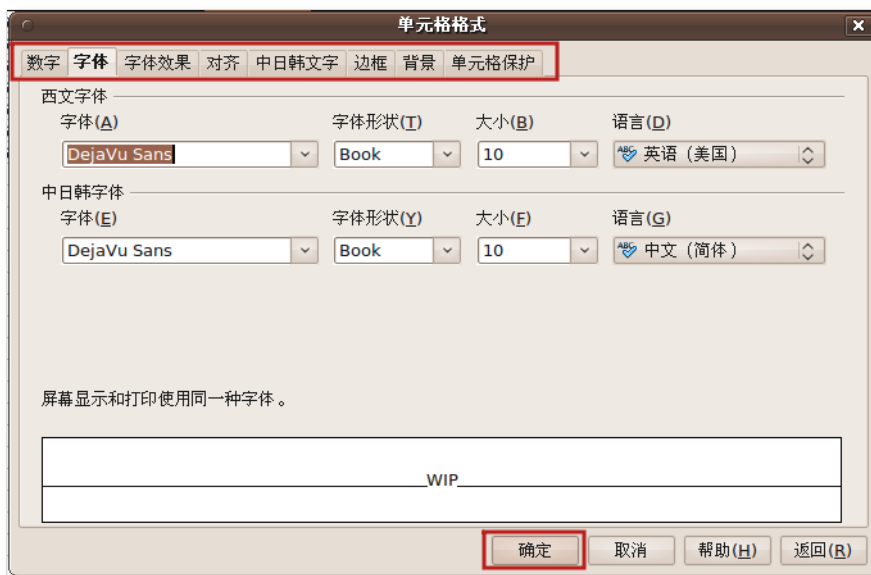 单元格格式
数字 字体 字体效果 对齐 中日韩文字 边框 背景 单元格保护
西文字体
字体(A) 字体形状(T) 大小(B) 语言(D)
DejaVu Sans Book 10 ABC 英语 (美国)
中日韩字体
字体(E) 字体形状(Y) 大小(F) 语言(G)
DejaVu Sans Book 10 ABC 中文 (简体)
屏幕显示和打印使用同一种字体。
WIP
确定 取消 帮助(H) 返回(R)